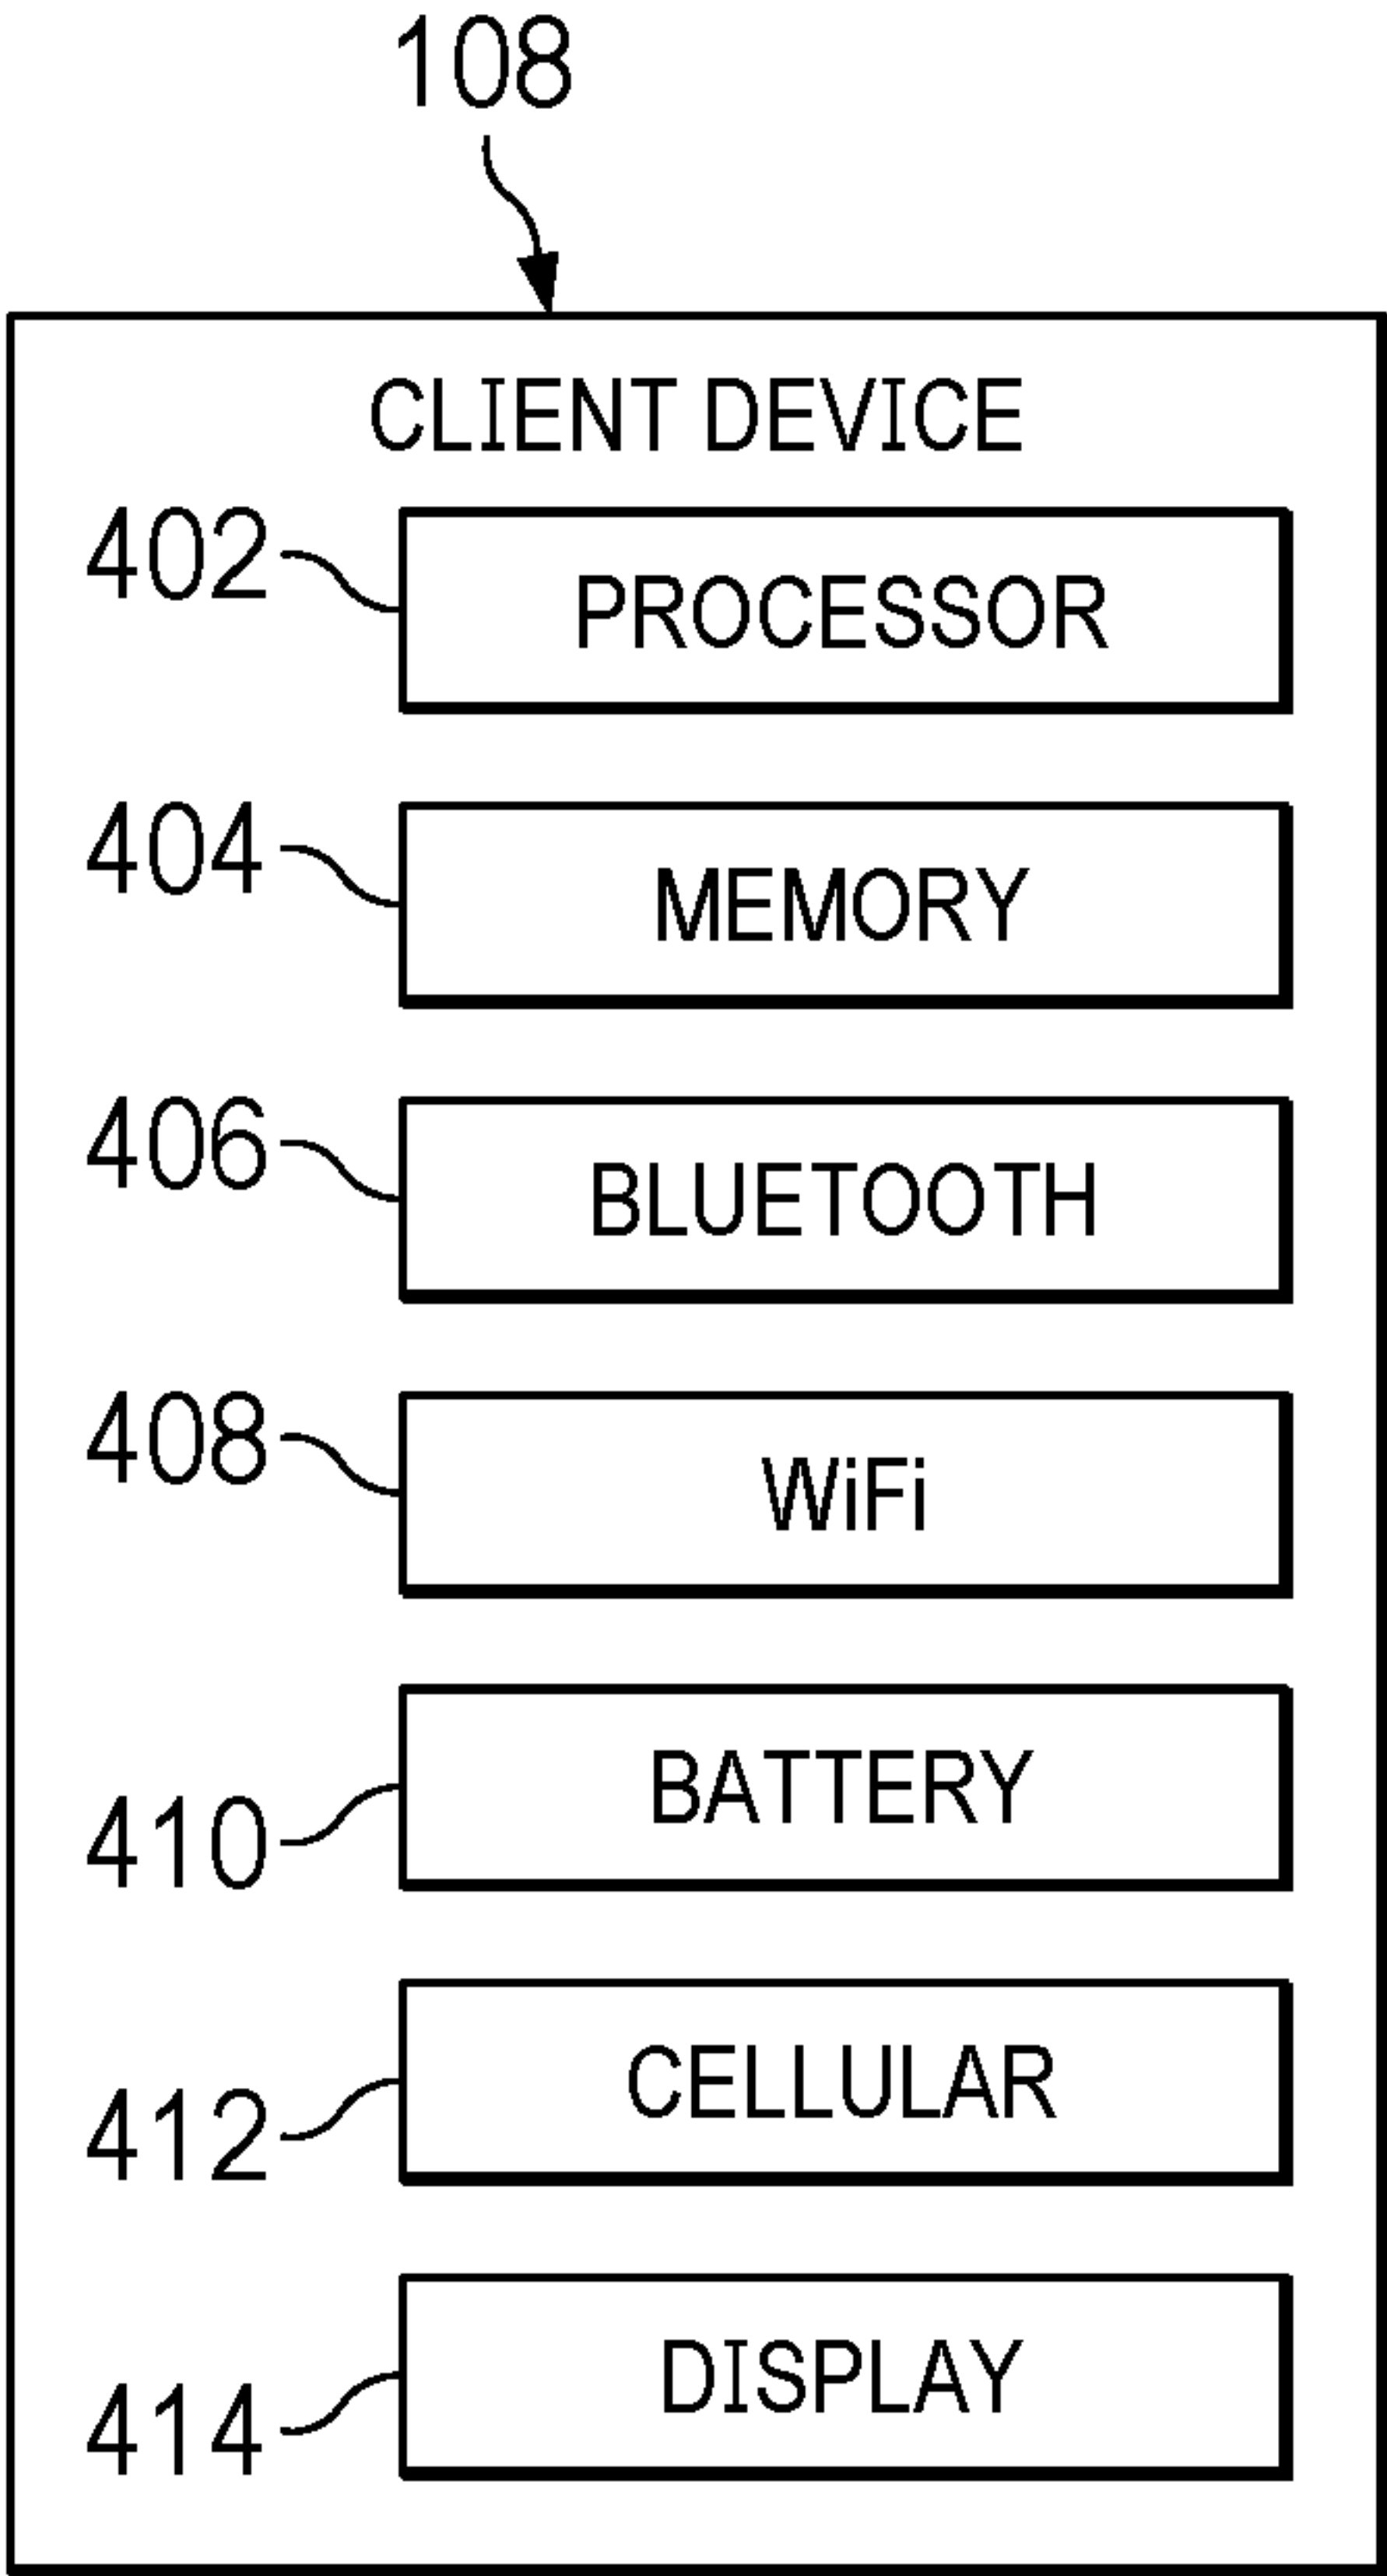 108
CLIENT DEVICE
402 PROCESSOR
404 MEMORY
406 BLUETOOTH
408 WiFi
410 BATTERY
412 CELLULAR
414 DISPLAY